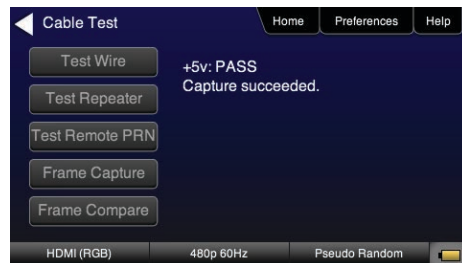 Cable Test
Home
Preferences
Help
Test Wire
Test Repeater
Test Remote PRN
Frame Capture
Frame Compare
+5v: PASS
Capture succeeded.
HDMI (RGB)
480p 60Hz
Pseudo Random